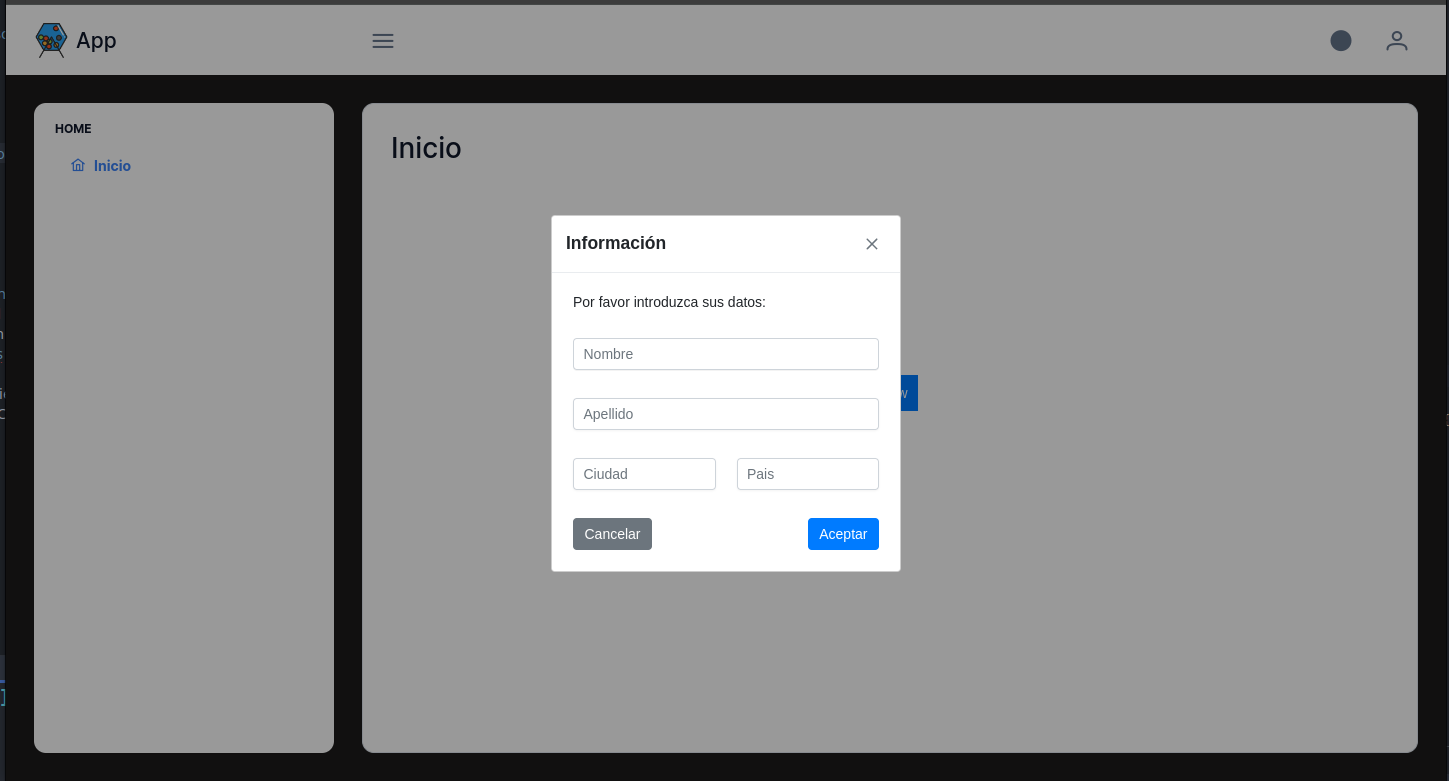 App
HOME
Inicio
Inicio
Información
Por favor introduzca sus datos:
Nombre
Apellido
Ciudad Pais
Cancelar Aceptar